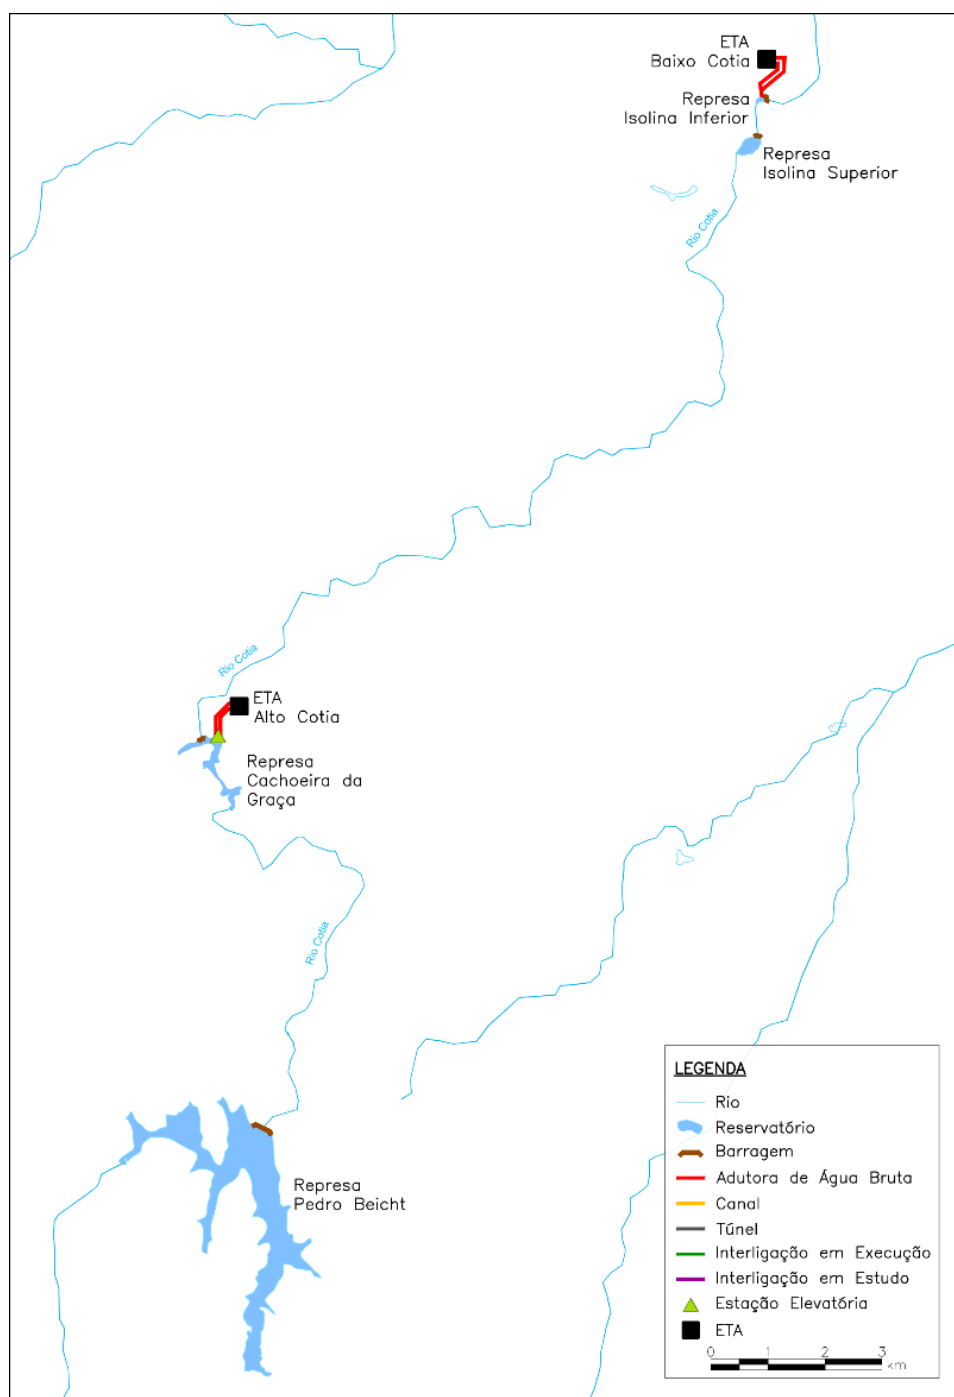 ETA
Baixo Cotia
Represa
Isolina Inferior
Represa
Isolina Superior
Rio Cotia
Rio Cotia
ETA
Alto Cotia
Represa
Cachoeira da
Graça
Rio Cotia
Represa
Pedro Beicht
LEGENDA
Rio
Reservatório
Barragem
Adutora de Água Bruta
Canal
Túnel
Interligação em Execução
Interligação em Estudo
Estação Elevatória
ETA
0 1 2 3
km